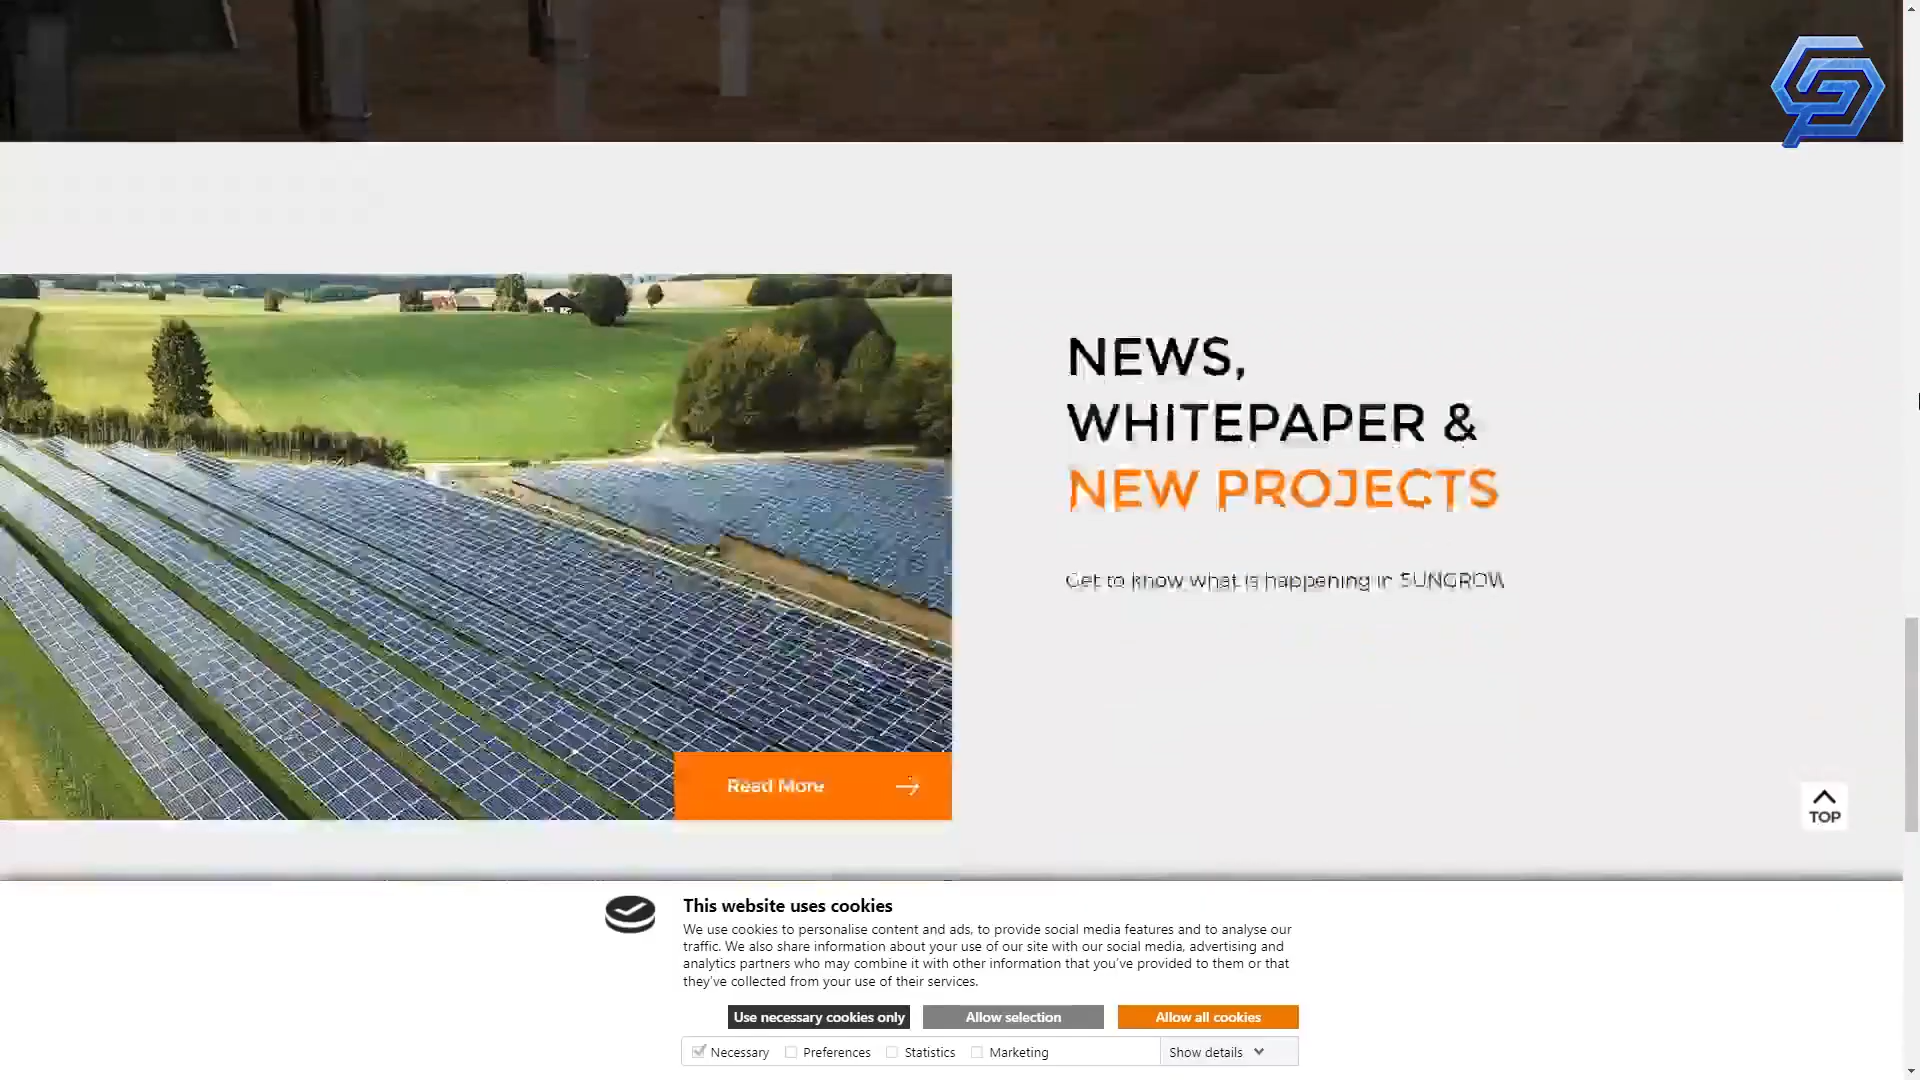 NEWS,
WHITEPAPER &
NEW PROJECTS
Get to know what is happening in SUNGROW
Read More
TOP
This website uses cookies
We use cookies to personalise content and ads, to provide social media features and to analyse our
traffic. We also share information about your use of our site with our social media, advertising and
analytics partners who may combine it with other information that you've provided to them or that
they've collected from your use of their services.
Use necessary cookies only
Allow selection
Allow all cookies
Necessary
Preferences
Statistics
Marketing
Show details